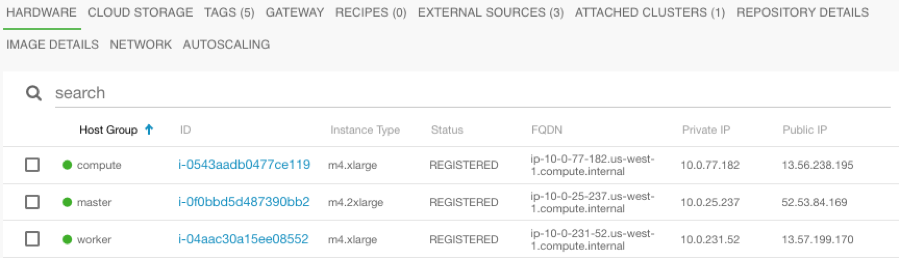 HARDWARE CLOUD STORAGE TAGS (5) GATEWAY RECIPES (0) EXTERNAL SOURCES (3) ATTACHED CLUSTERS (1) REPOSITORY DETAILS
IMAGE DETAILS NETWORK AUTOSCALING
search
Host Group ID Instance Type Status FQDN Private IP Public IP
compute i-0543aadb0477ce119 m4.xlarge REGISTERED ip-10-0-77-182.us-west-1.compute.internal 10.0.77.182 13.56.238.195
master i-0f0bbd5d487390bb2 m4.2xlarge REGISTERED ip-10-0-25-237.us-west-1.compute.internal 10.0.25.237 52.53.84.169
worker i-04aac30a15ee08552 m4.xlarge REGISTERED ip-10-0-231-52.us-west-1.compute.internal 10.0.231.52 13.57.199.170